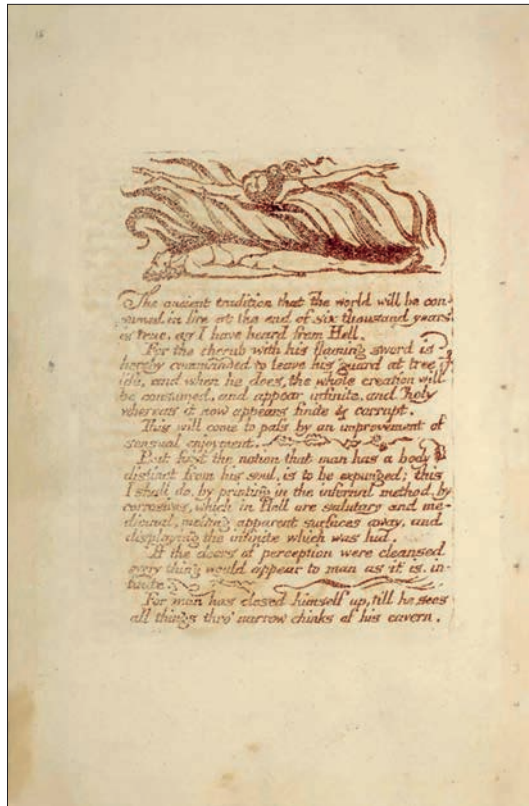 The ancient tradition that the world will be con-
sumed in fire at the end of six thousand years
is true, as I have heard from Hell.
For the cherub with his flaming sword is
hereby commanded to leave his guard at tree of
life, and when he does, the whole creation will
be consumed, and appear infinite, and holy
whereas it now appears finite & corrupt.
This will come to pass by an improvement of
sensual enjoyment.
But first the notion that man has a body
distinct from his soul, is to be expunged; this
I shall do, by printing in the infernal method, by
corrosives, which in Hell are salutary and me-
dicinal, melting apparent surfaces away, and
displaying the infinite which was hid.
If the doors of perception were cleansed
every thing would appear to man as it is, in-
finite.
For man has closed himself up, till he sees
all things thro' narrow chinks of his cavern.